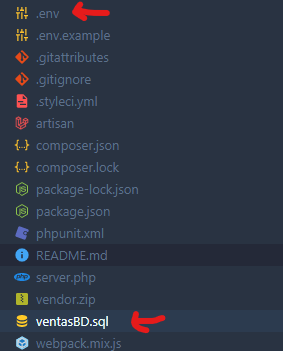 .env
.env.example
.gitattributes
.gitignore
.styleci.yml
artisan
composer.json
composer.lock
package-lock.json
package.json
phpunit.xml
README.md
server.php
vendor.zip
ventasBD.sql
webpack.mix.js